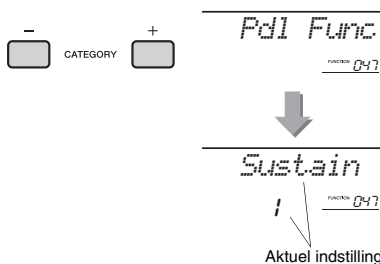 − CATEGORY +
Pdl Func
FUNCTION 047
Sustain
1 FUNCTION 047
Aktuel indstilling